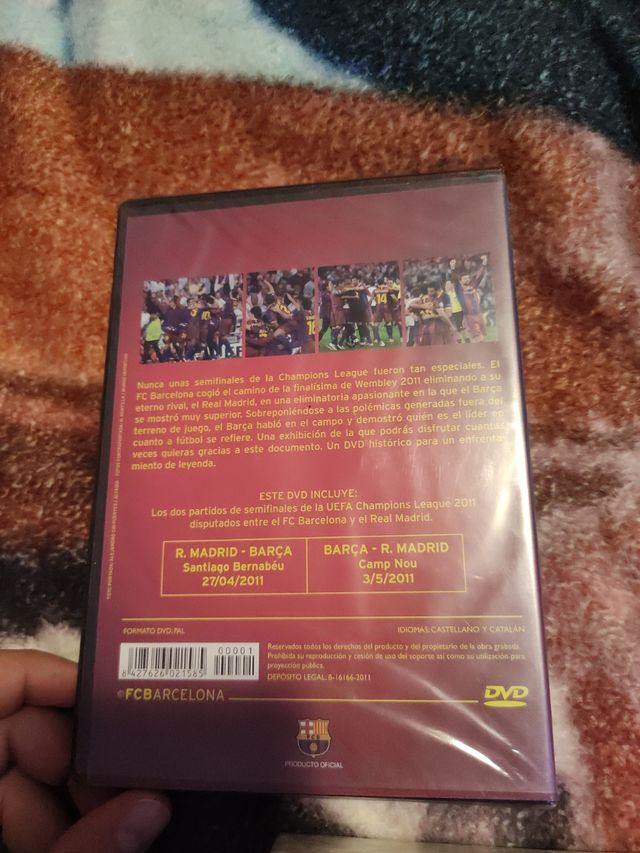 Nunca unas semifinales de la Champions League fueron tan especiales. El
FC Barcelona cogió el camino de la finalísima de Wembley 2011 eliminando a su
eterno rival, el Real Madrid, en una eliminatoria apasionante en la que el Barça
se mostró muy superior. Sobreponiéndose a las polémicas generadas fuera del
terreno de juego, el Barça habló en el campo y demostró quién es el líder en
cuanto a fútbol se refiere. Una exhibición de la que podrás disfrutar cuantas
veces quieras gracias a este documento. Un DVD histórico para un enfrenta-
miento de leyenda.
ESTE DVD INCLUYE:
Los dos partidos de semifinales de la UEFA Champions League 2011
disputados entre el FC Barcelona y el Real Madrid.
R. MADRID - BARÇA
Santiago Bernabéu
27/04/2011
BARÇA - R. MADRID
Camp Nou
3/5/2011
FORMATO DVD: PAL
IDIOMAS: CASTELLANO Y CATALÁN
00001
8 427626 021585
Reservados todos los derechos del producto y del propietario de la obra grabada.
Prohibida su reproducción y cesión de uso del soporte así como su utilización para
proyección pública.
DEPÓSITO LEGAL: B-16166-2011
FCBARCELONA
DVD
PRODUCTO OFICIAL